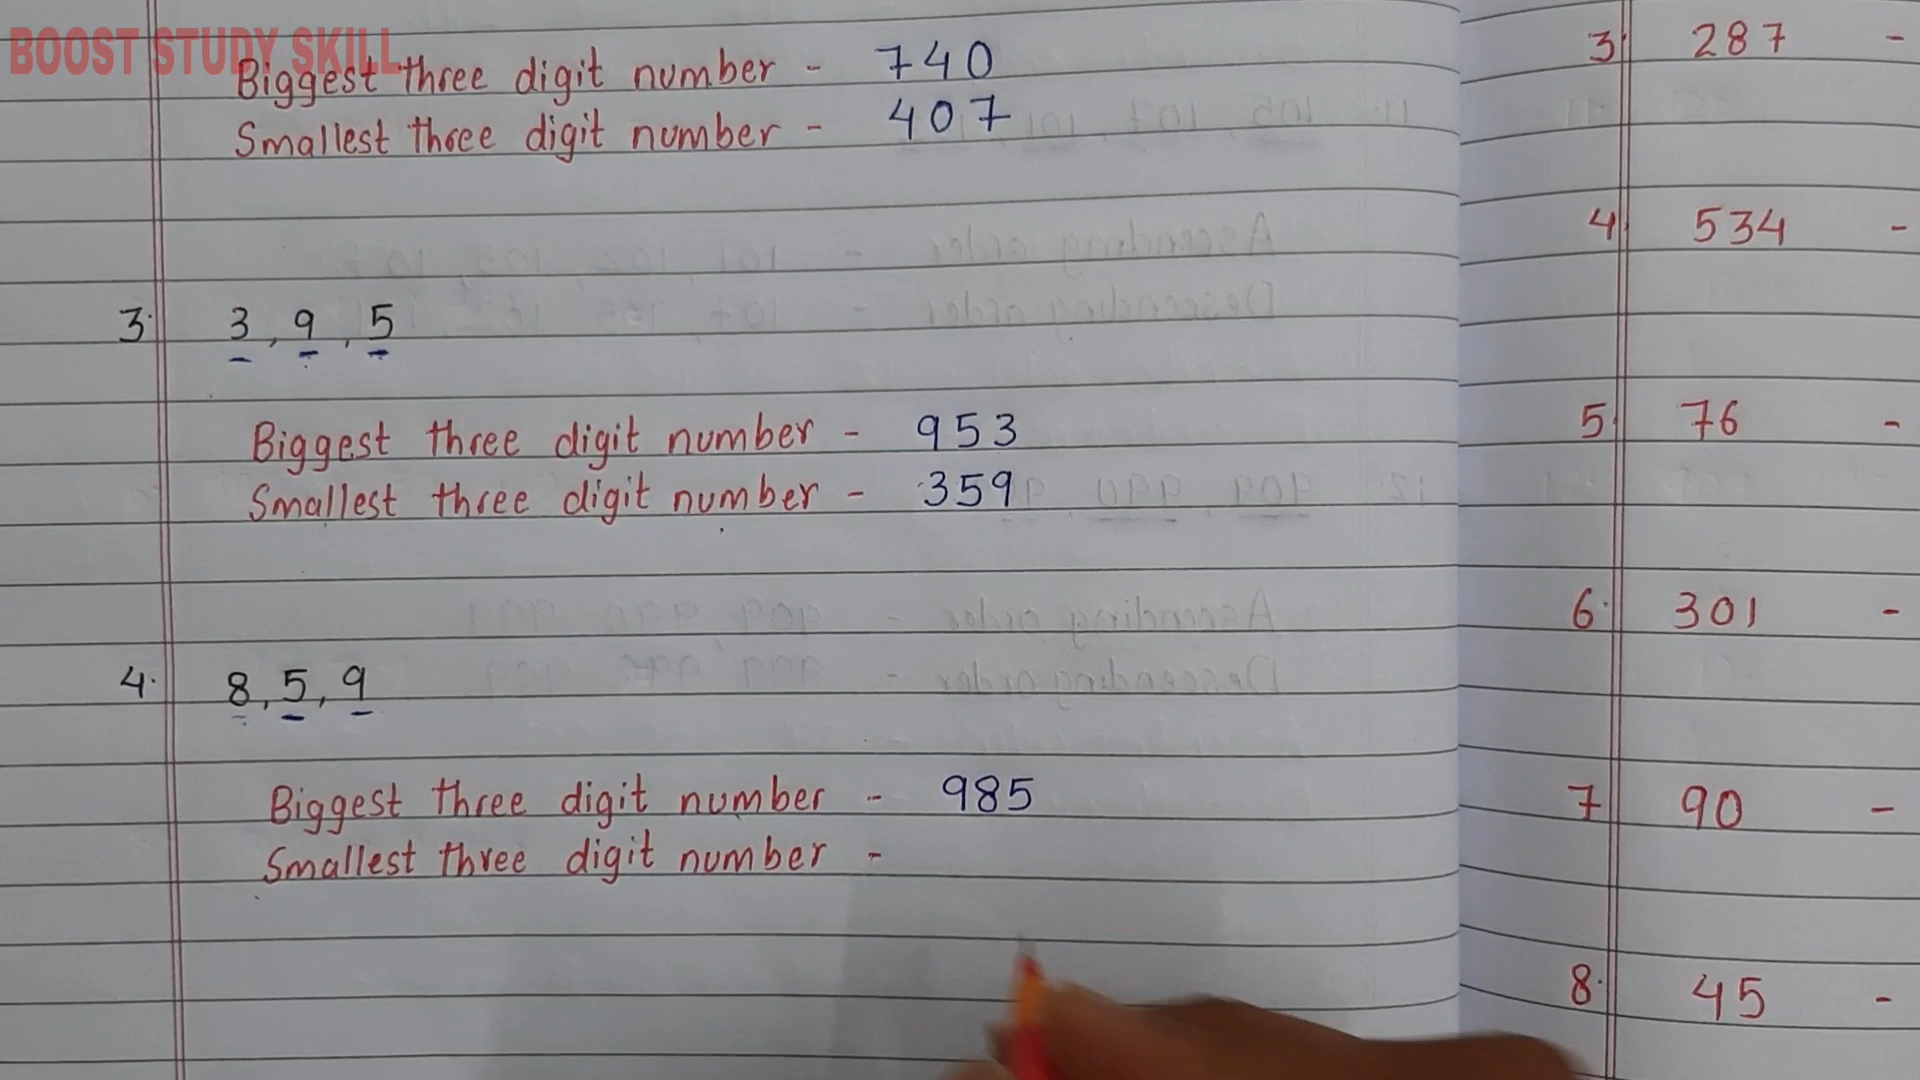 BOOST STUDY SKILL
Biggest three digit number - 740
Smallest three digit number - 407
3. 3, 9, 5
Biggest three digit number - 953
Smallest three digit number - 359
4. 8, 5, 9
Biggest three digit number - 985
Smallest three digit number -
3 287 -
4 534 -
5. 76 -
6. 301 -
7 90 -
8. 45 -